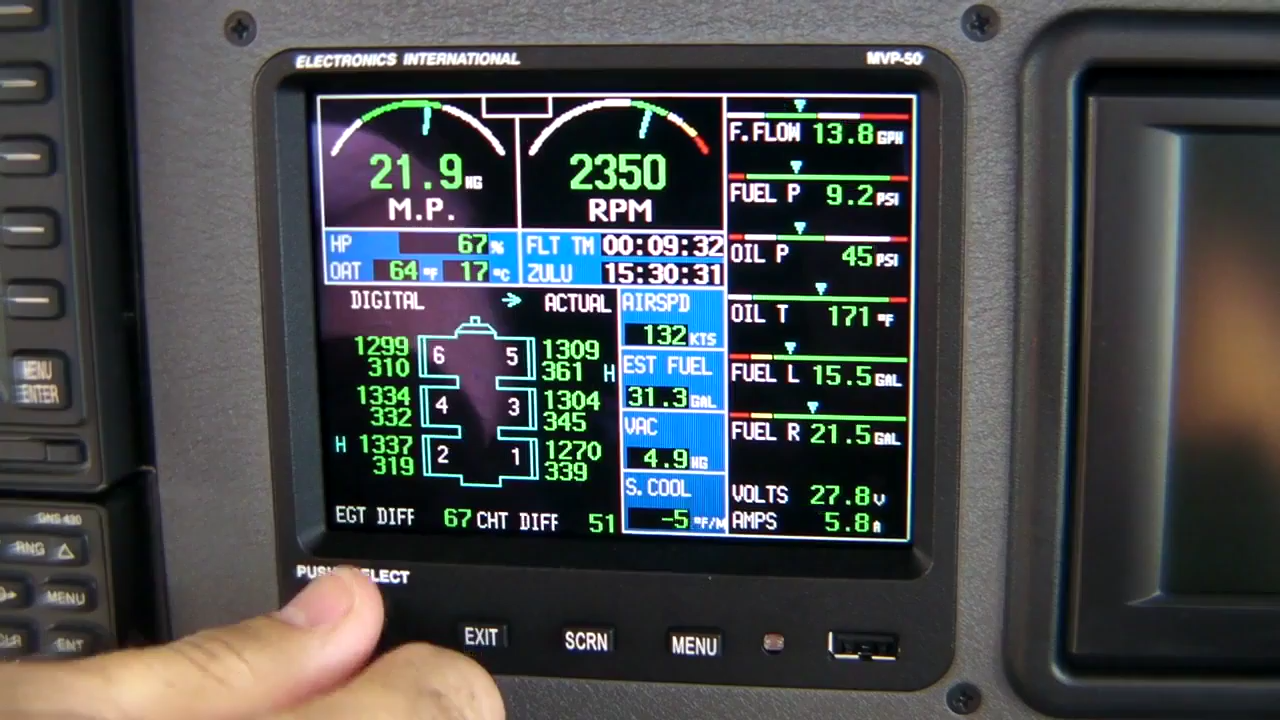 ELECTRONICS INTERNATIONAL MVP-50
21.9 HG
M.P.
2350
RPM
HP 67 %
OAT 64 °F 17 °C
FLT TM 00:09:32
ZULU 15:30:31
DIGITAL → ACTUAL
1299 6 5 1309
310 361 H
1334 4 3 1304
332 345
H 1337 2 1 1270
319 339
EGT DIFF 67 CHT DIFF 51
AIRSPD
132 KTS
EST FUEL
31.3 GAL
VAC
4.9 HG
S.COOL
-5 °F/M
F.FLOW 13.8 GPH
FUEL P 9.2 PSI
OIL P 45 PSI
OIL T 171 °F
FUEL L 15.5 GAL
FUEL R 21.5 GAL
VOLTS 27.8 V
AMPS 5.8 A
EXIT SCRN MENU
MENU
ENTER
GNS 430
RNG
MENU
CLR ENT